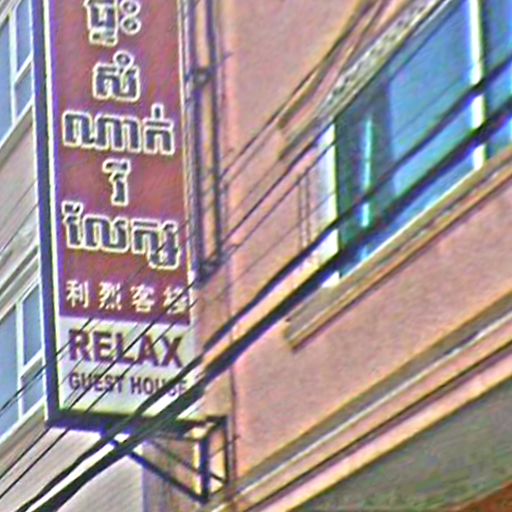 ផ្ទះ
សំ
ណាក់
រី
លែក្ស
利烈客栈
RELAX
GUEST HOUSE